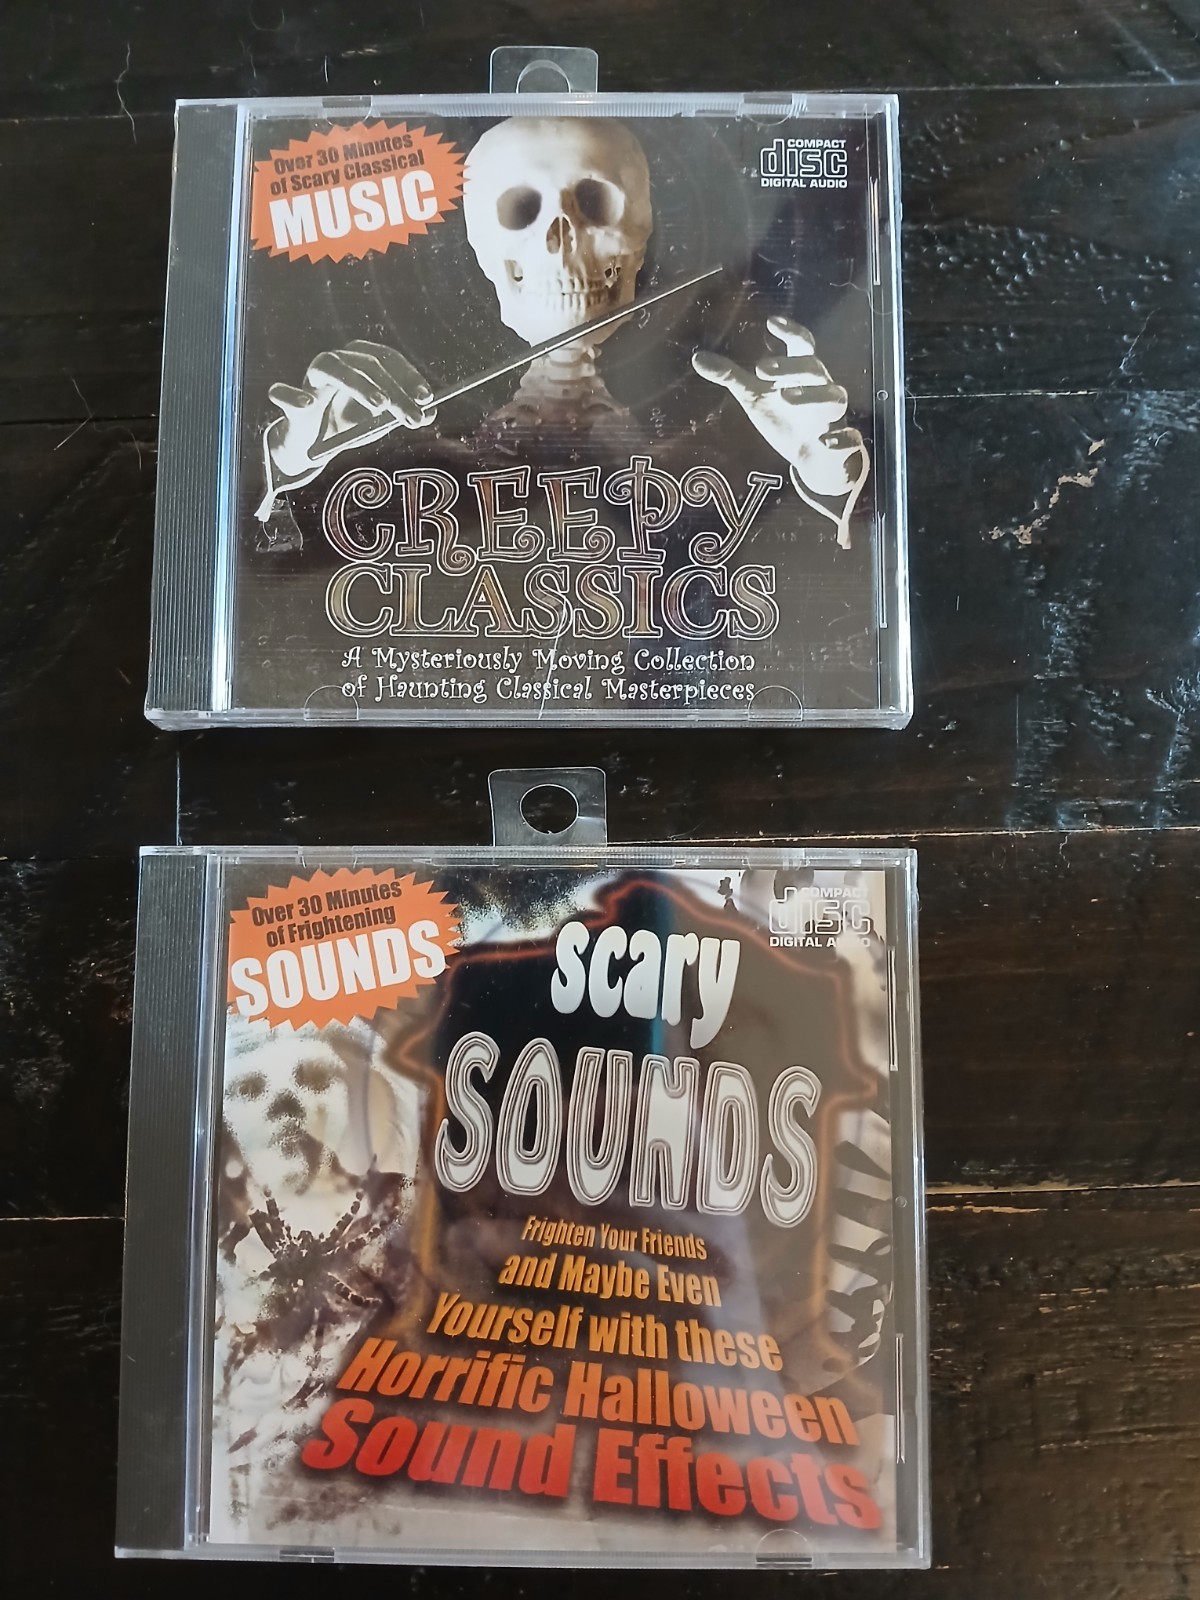 Over 30 Minutes
of Scary Classical
MUSIC
COMPACT
disc
DIGITAL AUDIO
CREEPY
CLASSICS
A Mysteriously Moving Collection
of Haunting Classical Masterpieces
Over 30 Minutes
of Frightening
SOUNDS
COMPACT
disc
DIGITAL AUDIO
scary
SOUNDS
Frighten Your Friends
and Maybe Even
Yourself with these
Horrific Halloween
Sound Effects